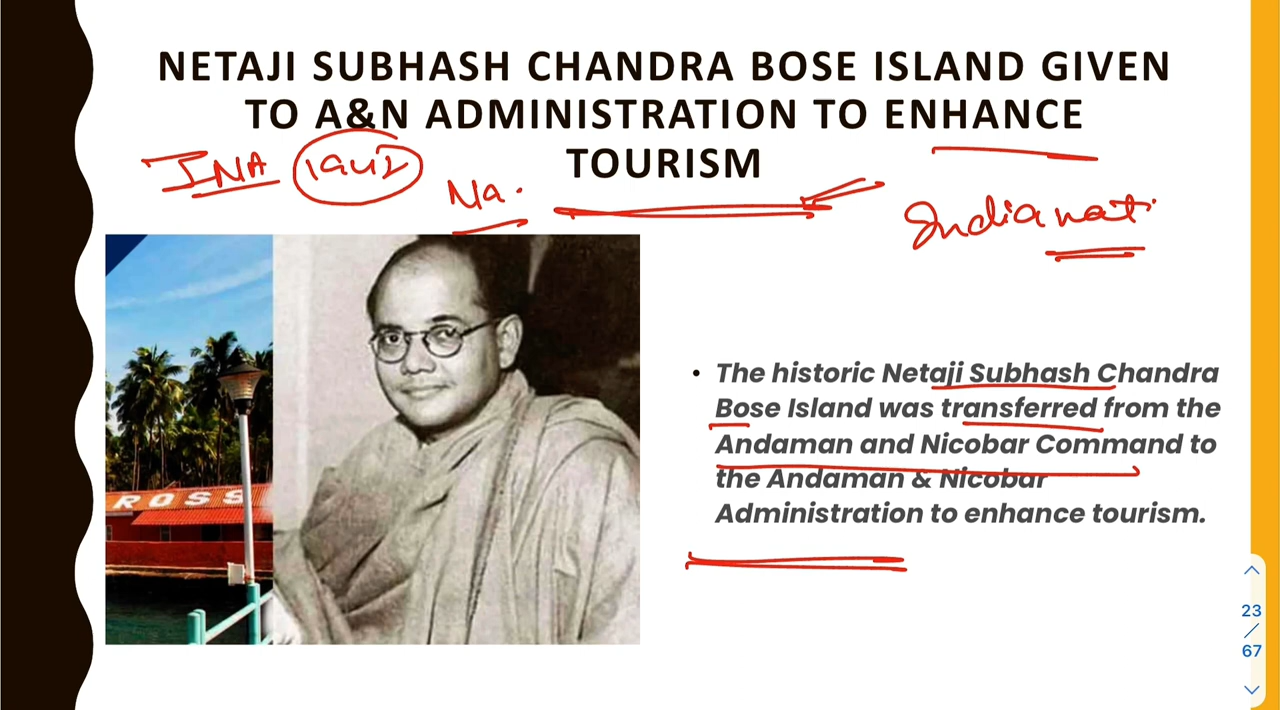 NETAJI SUBHASH CHANDRA BOSE ISLAND GIVEN
TO A&N ADMINISTRATION TO ENHANCE
TOURISM
INA 1942
Na.
India nat.
ROSS
• The historic Netaji Subhash Chandra
Bose Island was transferred from the
Andaman and Nicobar Command to
the Andaman & Nicobar
Administration to enhance tourism.
23
/
67